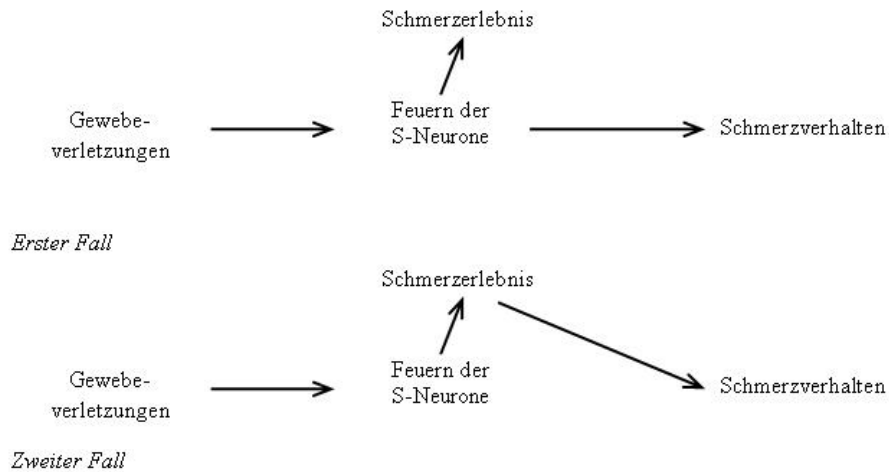 Schmerzerlebnis
Gewebe-
verletzungen
Feuern der
S-Neurone
Schmerzverhalten
Erster Fall
Schmerzerlebnis
Gewebe-
verletzungen
Feuern der
S-Neurone
Schmerzverhalten
Zweiter Fall